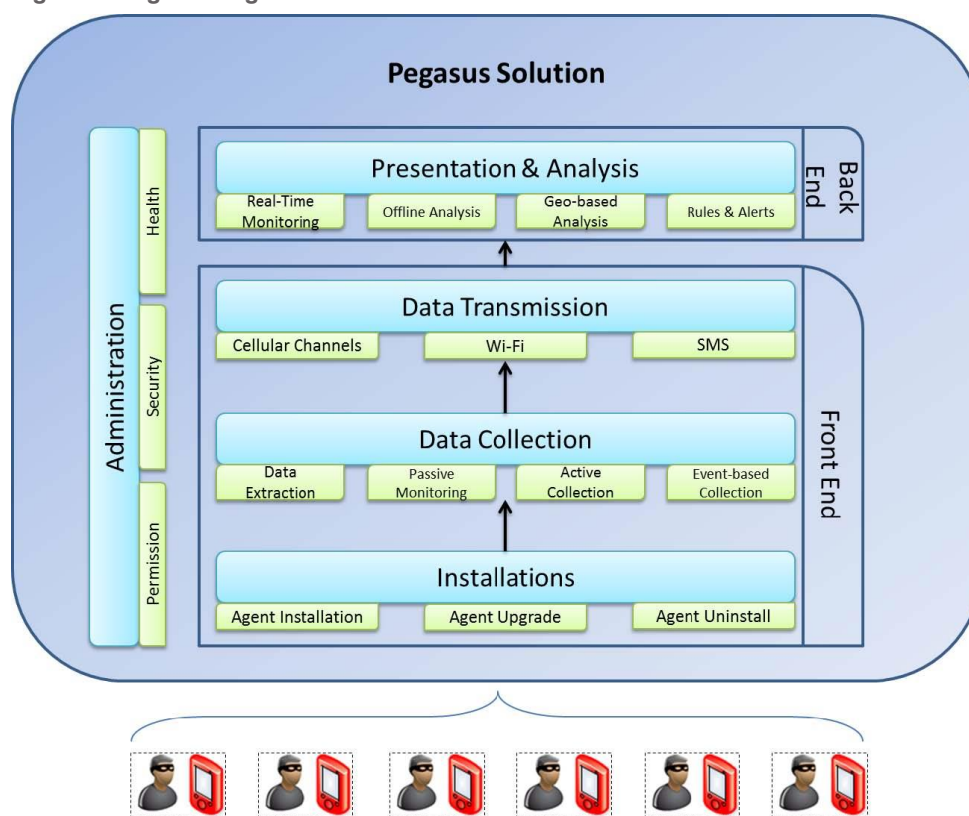 Pegasus Solution
Administration
Health
Security
Permission
Presentation & Analysis
Real-Time
Monitoring
Offline Analysis
Geo-based
Analysis
Rules & Alerts
Back
End
Data Transmission
Cellular Channels
Wi-Fi
SMS
Data Collection
Data
Extraction
Passive
Monitoring
Active
Collection
Event-based
Collection
Installations
Agent Installation
Agent Upgrade
Agent Uninstall
Front End